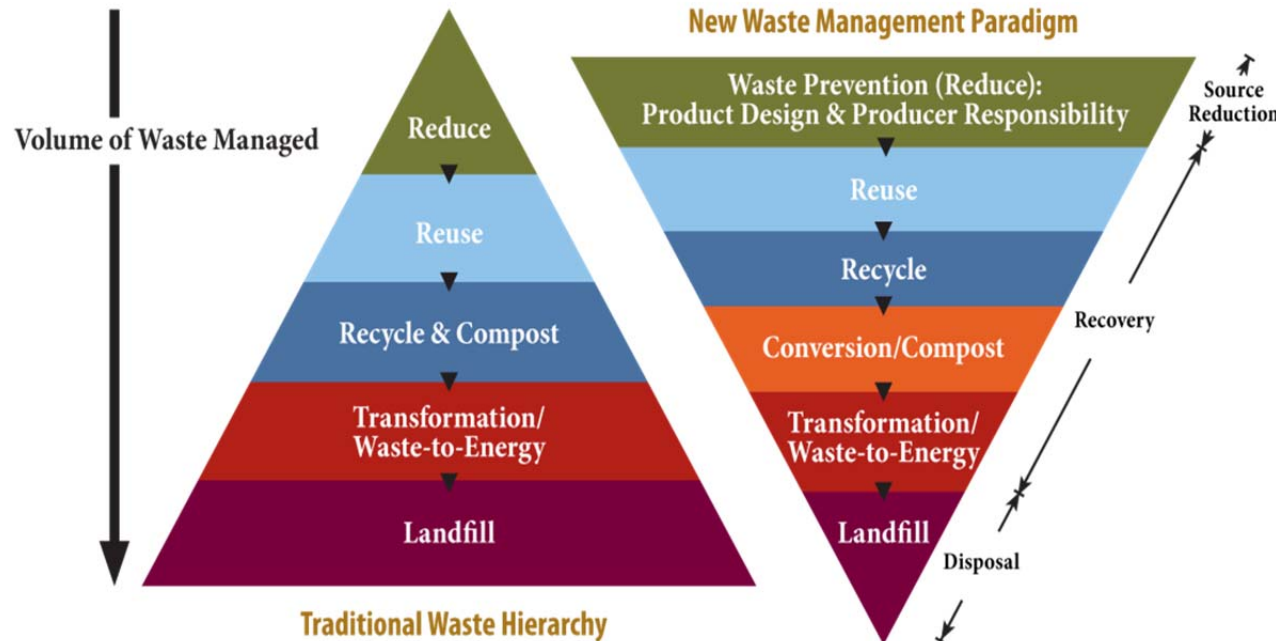 New Waste Management Paradigm
Volume of Waste Managed
Reduce
Reuse
Recycle & Compost
Transformation/
Waste-to-Energy
Landfill
Traditional Waste Hierarchy
Waste Prevention (Reduce):
Product Design & Producer Responsibility
Reuse
Recycle
Conversion/Compost
Transformation/
Waste-to-Energy
Landfill
Source
Reduction
Recovery
Disposal